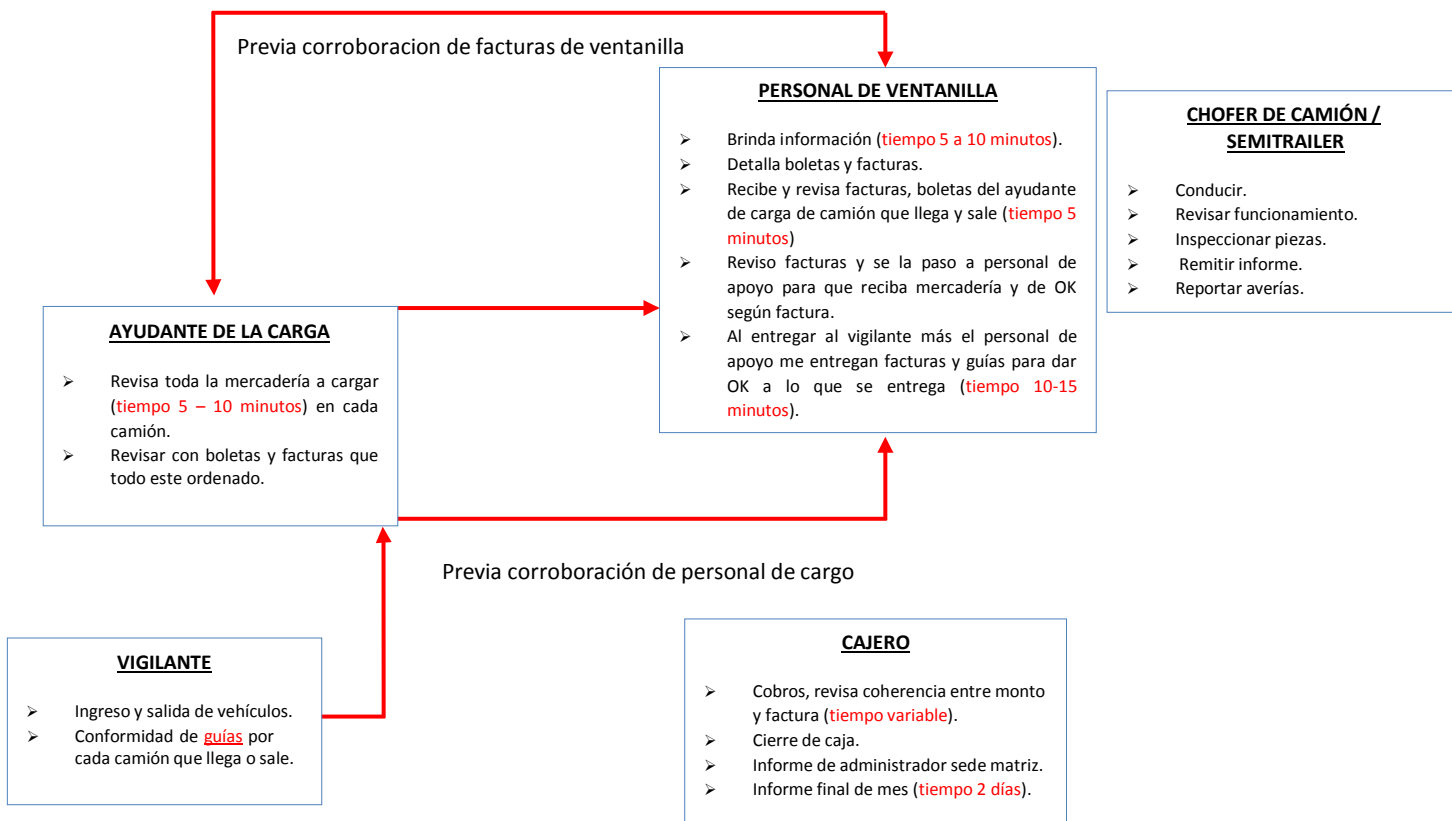 Previa corroboracion de facturas de ventanilla
PERSONAL DE VENTANILLA
➢ Brinda información (tiempo 5 a 10 minutos).
➢ Detalla boletas y facturas.
➢ Recibe y revisa facturas, boletas del ayudante
de carga de camión que llega y sale (tiempo 5
minutos)
➢ Reviso facturas y se la paso a personal de
apoyo para que reciba mercadería y de OK
según factura.
➢ Al entregar al vigilante más el personal de
apoyo me entregan facturas y guías para dar
OK a lo que se entrega (tiempo 10-15
minutos).
CHOFER DE CAMIÓN /
SEMITRAILER
➢ Conducir.
➢ Revisar funcionamiento.
➢ Inspeccionar piezas.
➢ Remitir informe.
➢ Reportar averías.
AYUDANTE DE LA CARGA
➢ Revisa toda la mercadería a cargar
(tiempo 5 – 10 minutos) en cada
camión.
➢ Revisar con boletas y facturas que
todo este ordenado.
Previa corroboración de personal de cargo
VIGILANTE
➢ Ingreso y salida de vehículos.
➢ Conformidad de guías por
cada camión que llega o sale.
CAJERO
➢ Cobros, revisa coherencia entre monto
y factura (tiempo variable).
➢ Cierre de caja.
➢ Informe de administrador sede matriz.
➢ Informe final de mes (tiempo 2 días).